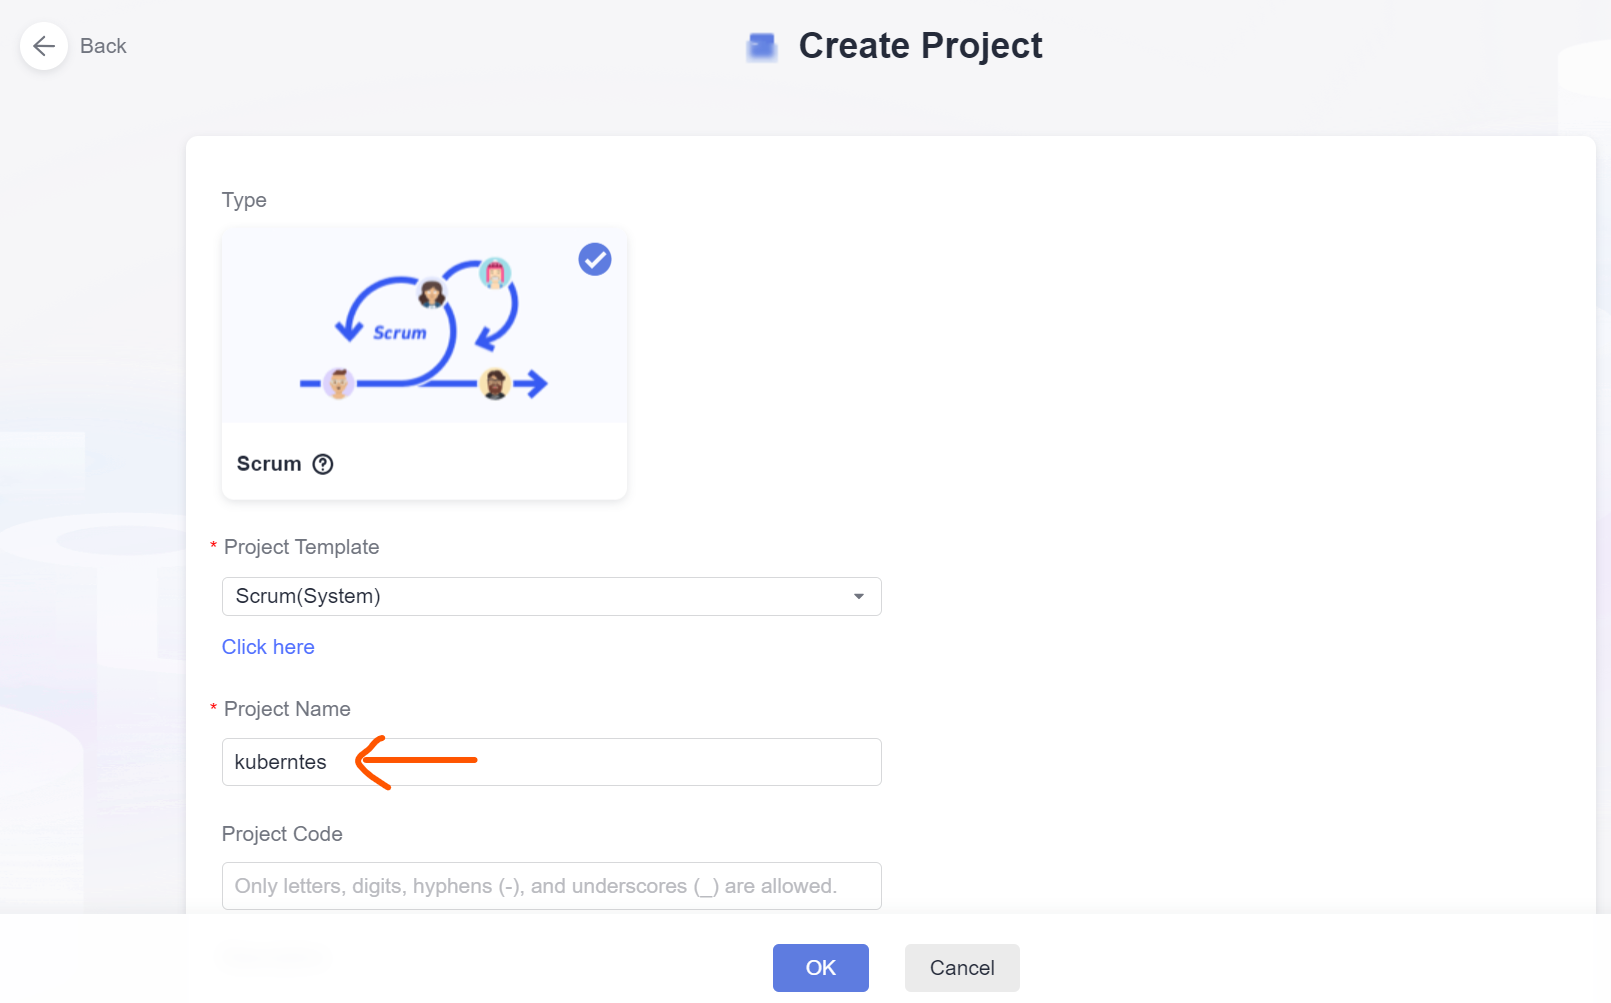 Back
Create Project
Type
Scrum
Scrum
* Project Template
Scrum(System)
Click here
* Project Name
kuberntes
Project Code
Only letters, digits, hyphens (-), and underscores (_) are allowed.
OK
Cancel